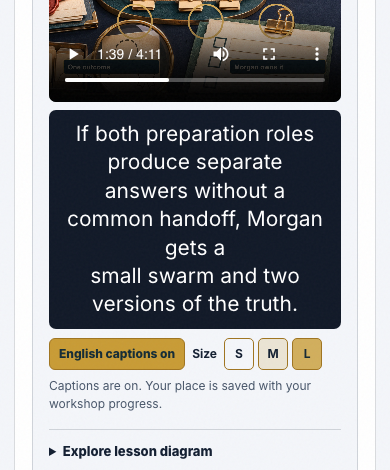 One outcome
Morgan owns it
1:39 / 4:11
If both preparation roles
produce separate
answers without a
common handoff, Morgan
gets a
small swarm and two
versions of the truth.
English captions on Size S M L
Captions are on. Your place is saved with your
workshop progress.
Explore lesson diagram